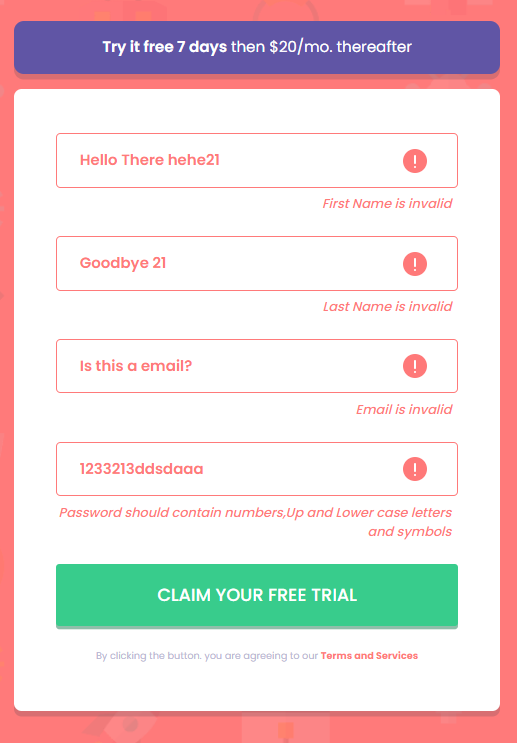 Try it free 7 days then $20/mo. thereafter
Hello There hehe21
First Name is invalid
Goodbye 21
Last Name is invalid
Is this a email?
Email is invalid
1233213ddsdaaa
Password should contain numbers,Up and Lower case letters
and symbols
CLAIM YOUR FREE TRIAL
By clicking the button. you are agreeing to our Terms and Services